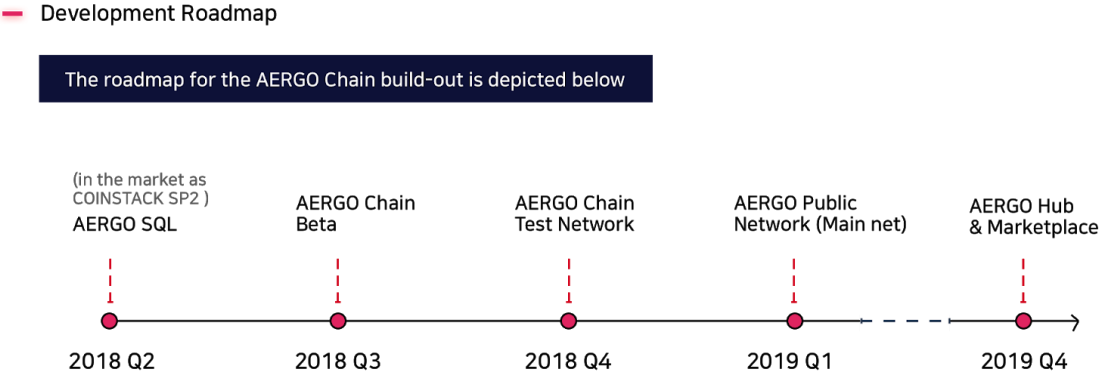 Development Roadmap
The roadmap for the AERGO Chain build-out is depicted below
(in the market as
COINSTACK SP2 )
AERGO SQL
AERGO Chain
Beta
AERGO Chain
Test Network
AERGO Public
Network (Main net)
AERGO Hub
& Marketplace
2018 Q2
2018 Q3
2018 Q4
2019 Q1
2019 Q4